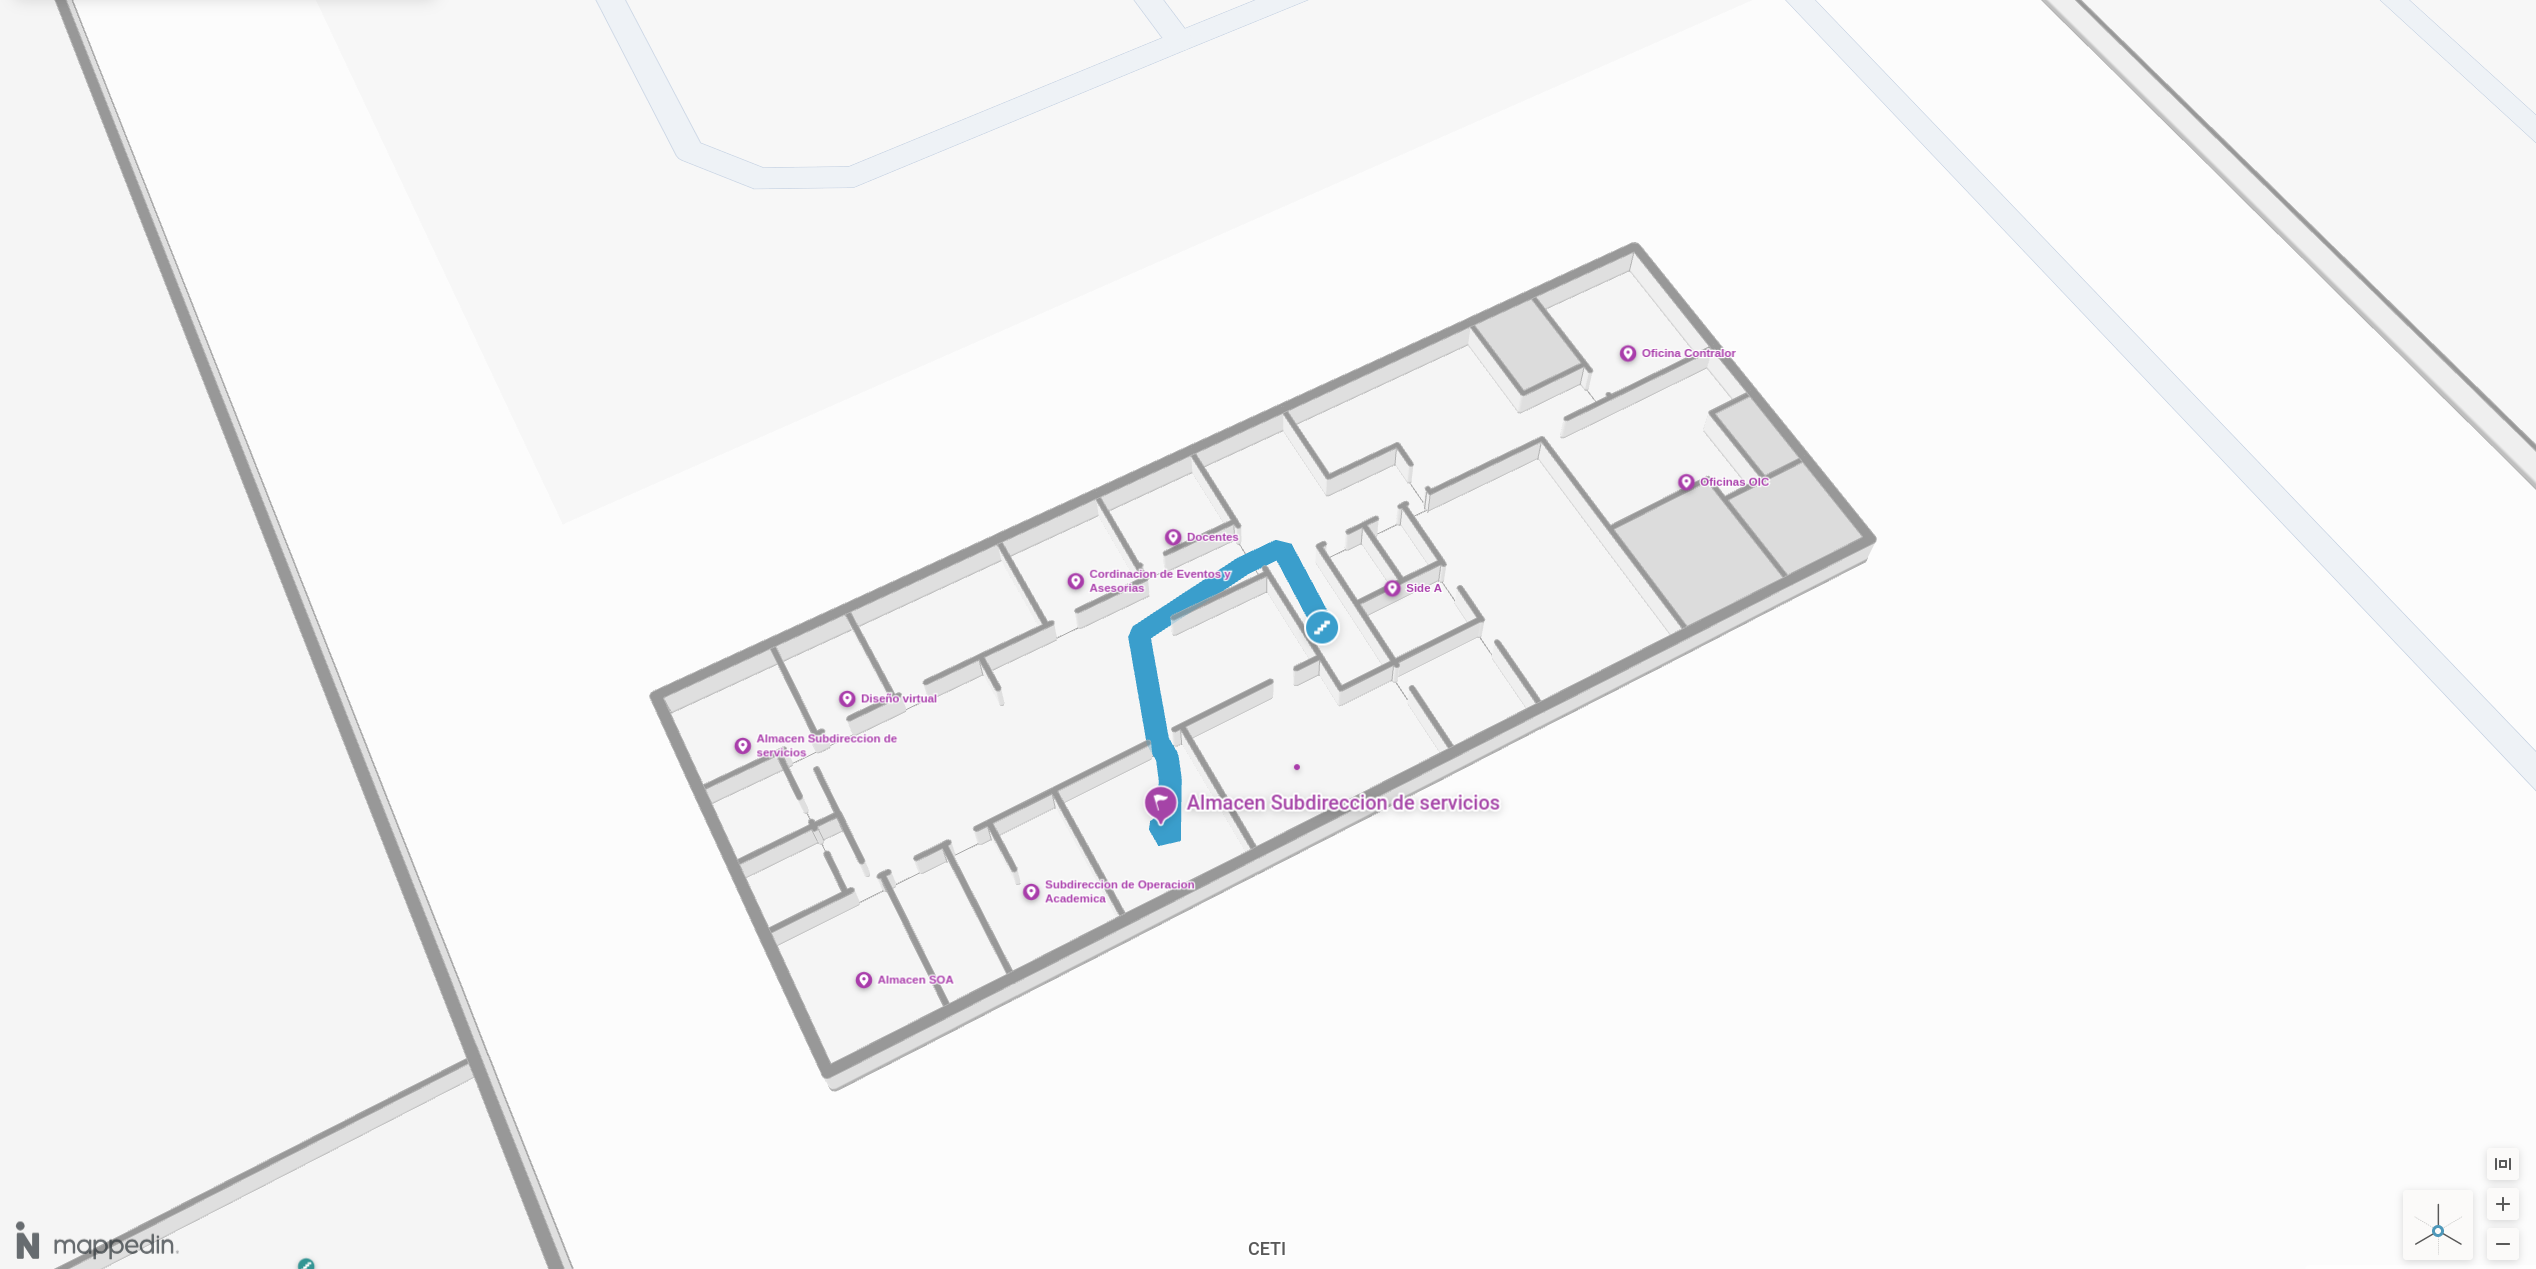 Oficina Contralor
Oficinas OIC
Docentes
Cordinacion de Eventos y
Asesorias
Side A
Diseño virtual
Almacen Subdireccion de
servicios
Almacen Subdireccion de servicios
Subdireccion de Operacion
Academica
Almacen SOA
mappedin.
CETI